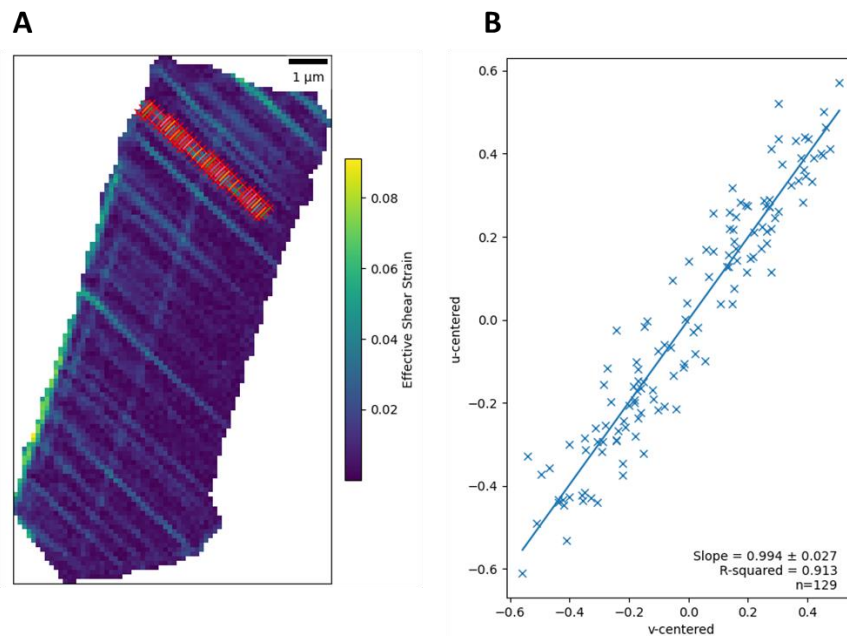 A
1 μm
0.08
0.06
0.04
0.02
Effective Shear Strain
B
0.6
0.4
0.2
0.0
−0.2
−0.4
−0.6
u-centered
Slope = 0.994 ± 0.027
R-squared = 0.913
n=129
−0.6 −0.4 −0.2 0.0 0.2 0.4
v-centered